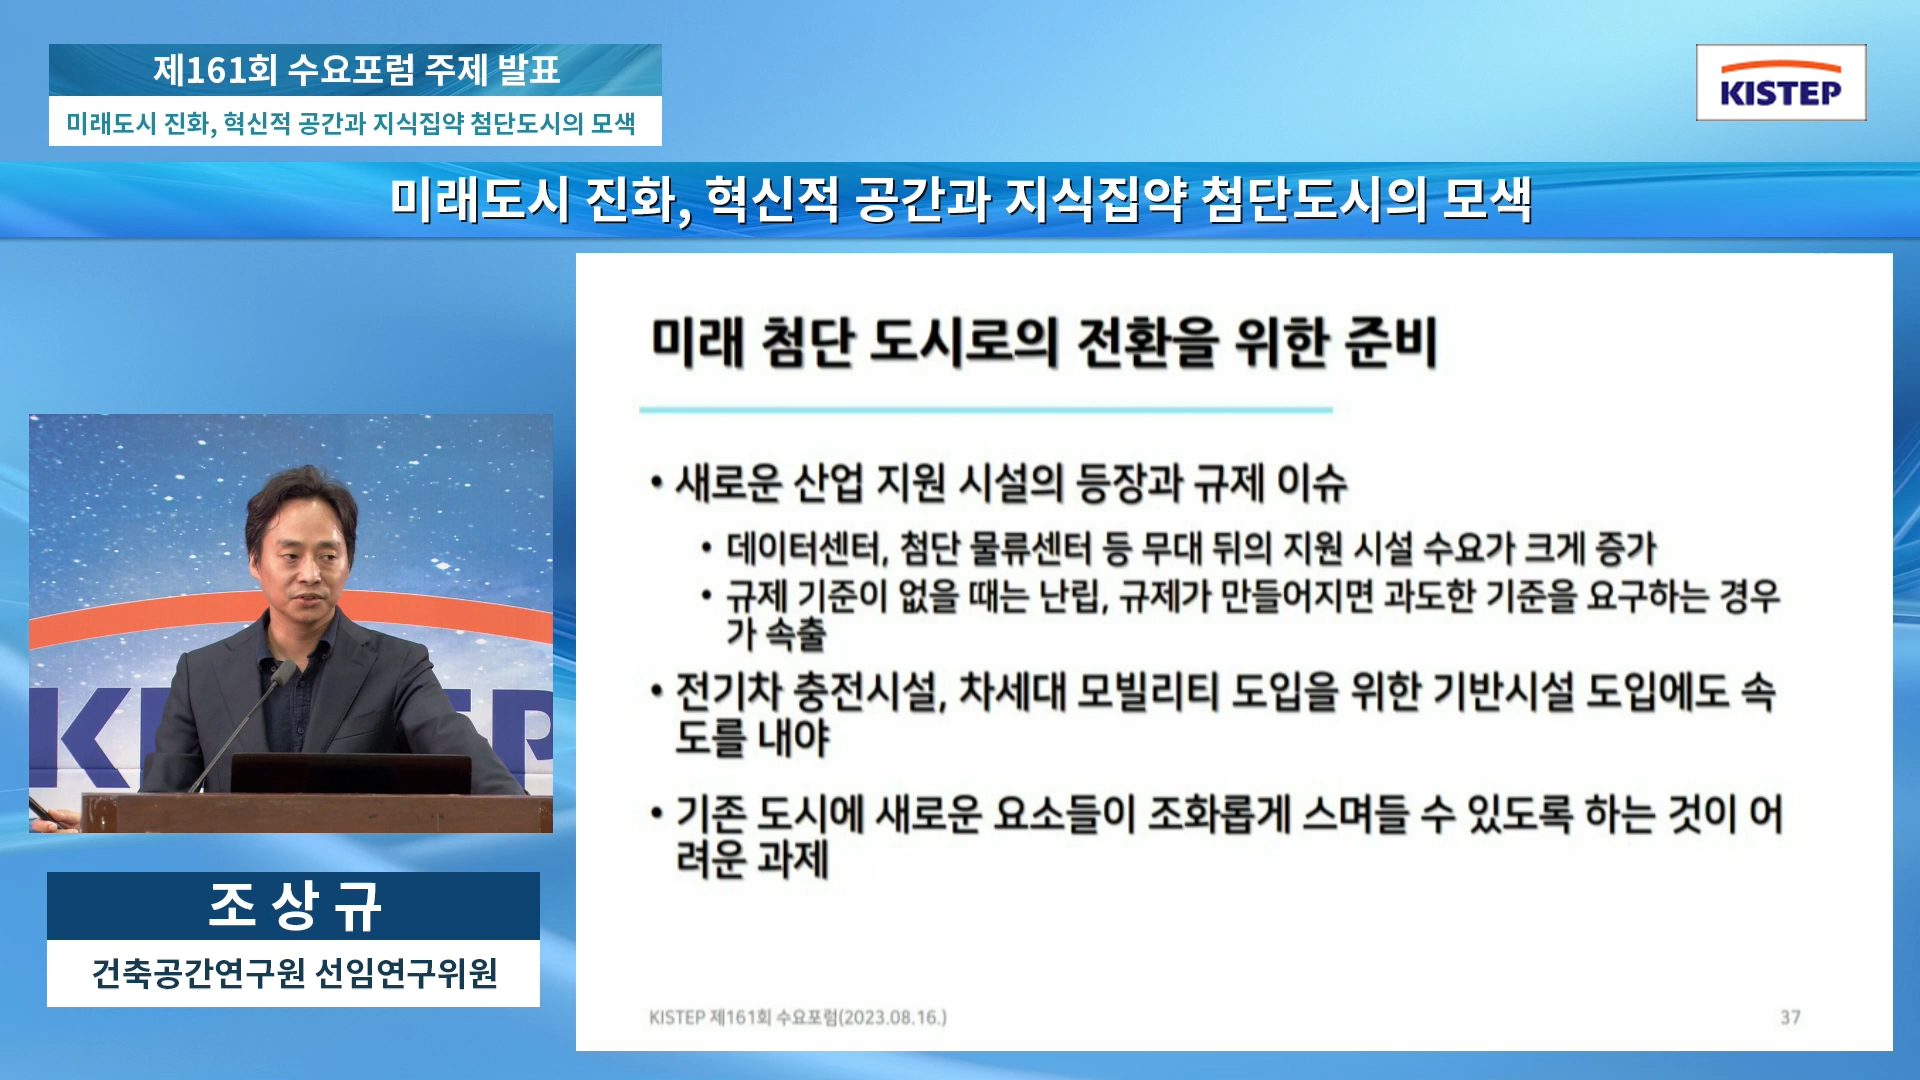 제161회 수요포럼 주제 발표
미래도시 진화, 혁신적 공간과 지식집약 첨단도시의 모색
KISTEP
미래도시 진화, 혁신적 공간과 지식집약 첨단도시의 모색
미래 첨단 도시로의 전환을 위한 준비
• 새로운 산업 지원 시설의 등장과 규제 이슈
• 데이터센터, 첨단 물류센터 등 무대 뒤의 지원 시설 수요가 크게 증가
• 규제 기준이 없을 때는 난립, 규제가 만들어지면 과도한 기준을 요구하는 경우
가 속출
• 전기차 충전시설, 차세대 모빌리티 도입을 위한 기반시설 도입에도 속
도를 내야
• 기존 도시에 새로운 요소들이 조화롭게 스며들 수 있도록 하는 것이 어
려운 과제
KISTEP 제161회 수요포럼(2023.08.16.)
37
조상규
건축공간연구원 선임연구위원